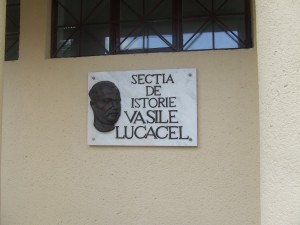 SECTIA
DE
ISTORIE
VASILE
LUCACEL